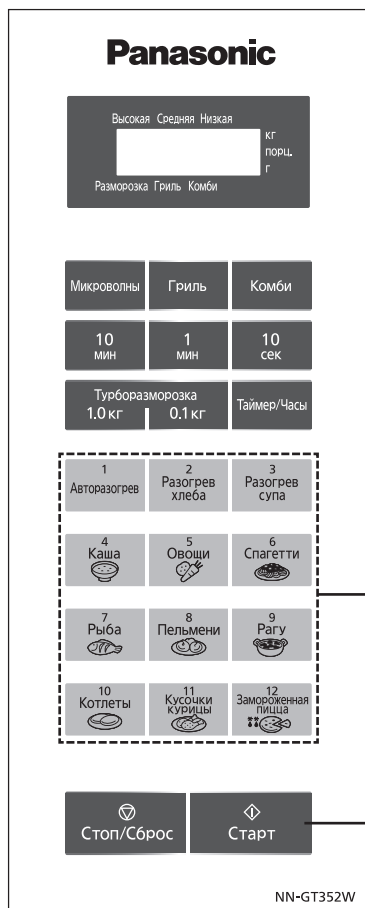 Panasonic
Высокая Средняя Низкая
кг
порц.
г
Разморозка Гриль Комби
Микроволны Гриль Комби
10 1 10
мин мин сек
Турборазморозка
1.0 кг 0.1 кг Таймер/Часы
1 2 3
Авторазогрев Разогрев хлеба Разогрев супа
4 5 6
Каша Овощи Спагетти
7 8 9
Рыба Пельмени Рагу
10 11 12
Котлеты Кусочки курицы Замороженная пицца
Стоп/Сброс Старт
NN-GT352W